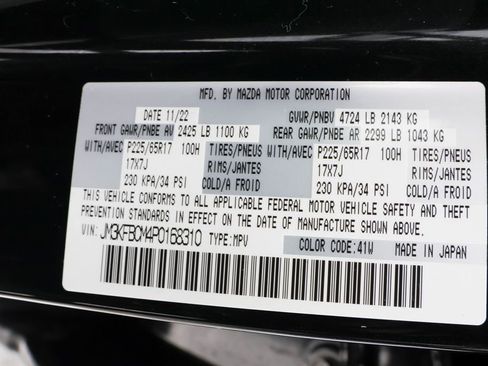 MFD. BY MAZDA MOTOR CORPORATION
DATE 11/22 GVWR/PNBV 4724 LB 2143 KG
FRONT GAWR/PNBE AV 2425 LB 1100 KG REAR GAWR/PNBE AR 2299 LB 1043 KG
WITH/AVEC P225/65R17 100H TIRES/PNEUS WITH/AVEC P225/65R17 100H TIRES/PNEUS
17X7J RIMS/JANTES 17X7J RIMS/JANTES
230 KPA/34 PSI COLD/A FROID 230 KPA/34 PSI COLD/A FROID
THIS VEHICLE CONFORMS TO ALL APPLICABLE FEDERAL MOTOR VEHICLE SAFETY AND THEFT
PREVENTION STANDARDS IN EFFECT ON THE DATE OF MANUFACTURE SHOWN ABOVE.
VIN: JM3KFBCM4P0168310 TYPE:MPV COLOR CODE:41W MADE IN JAPAN